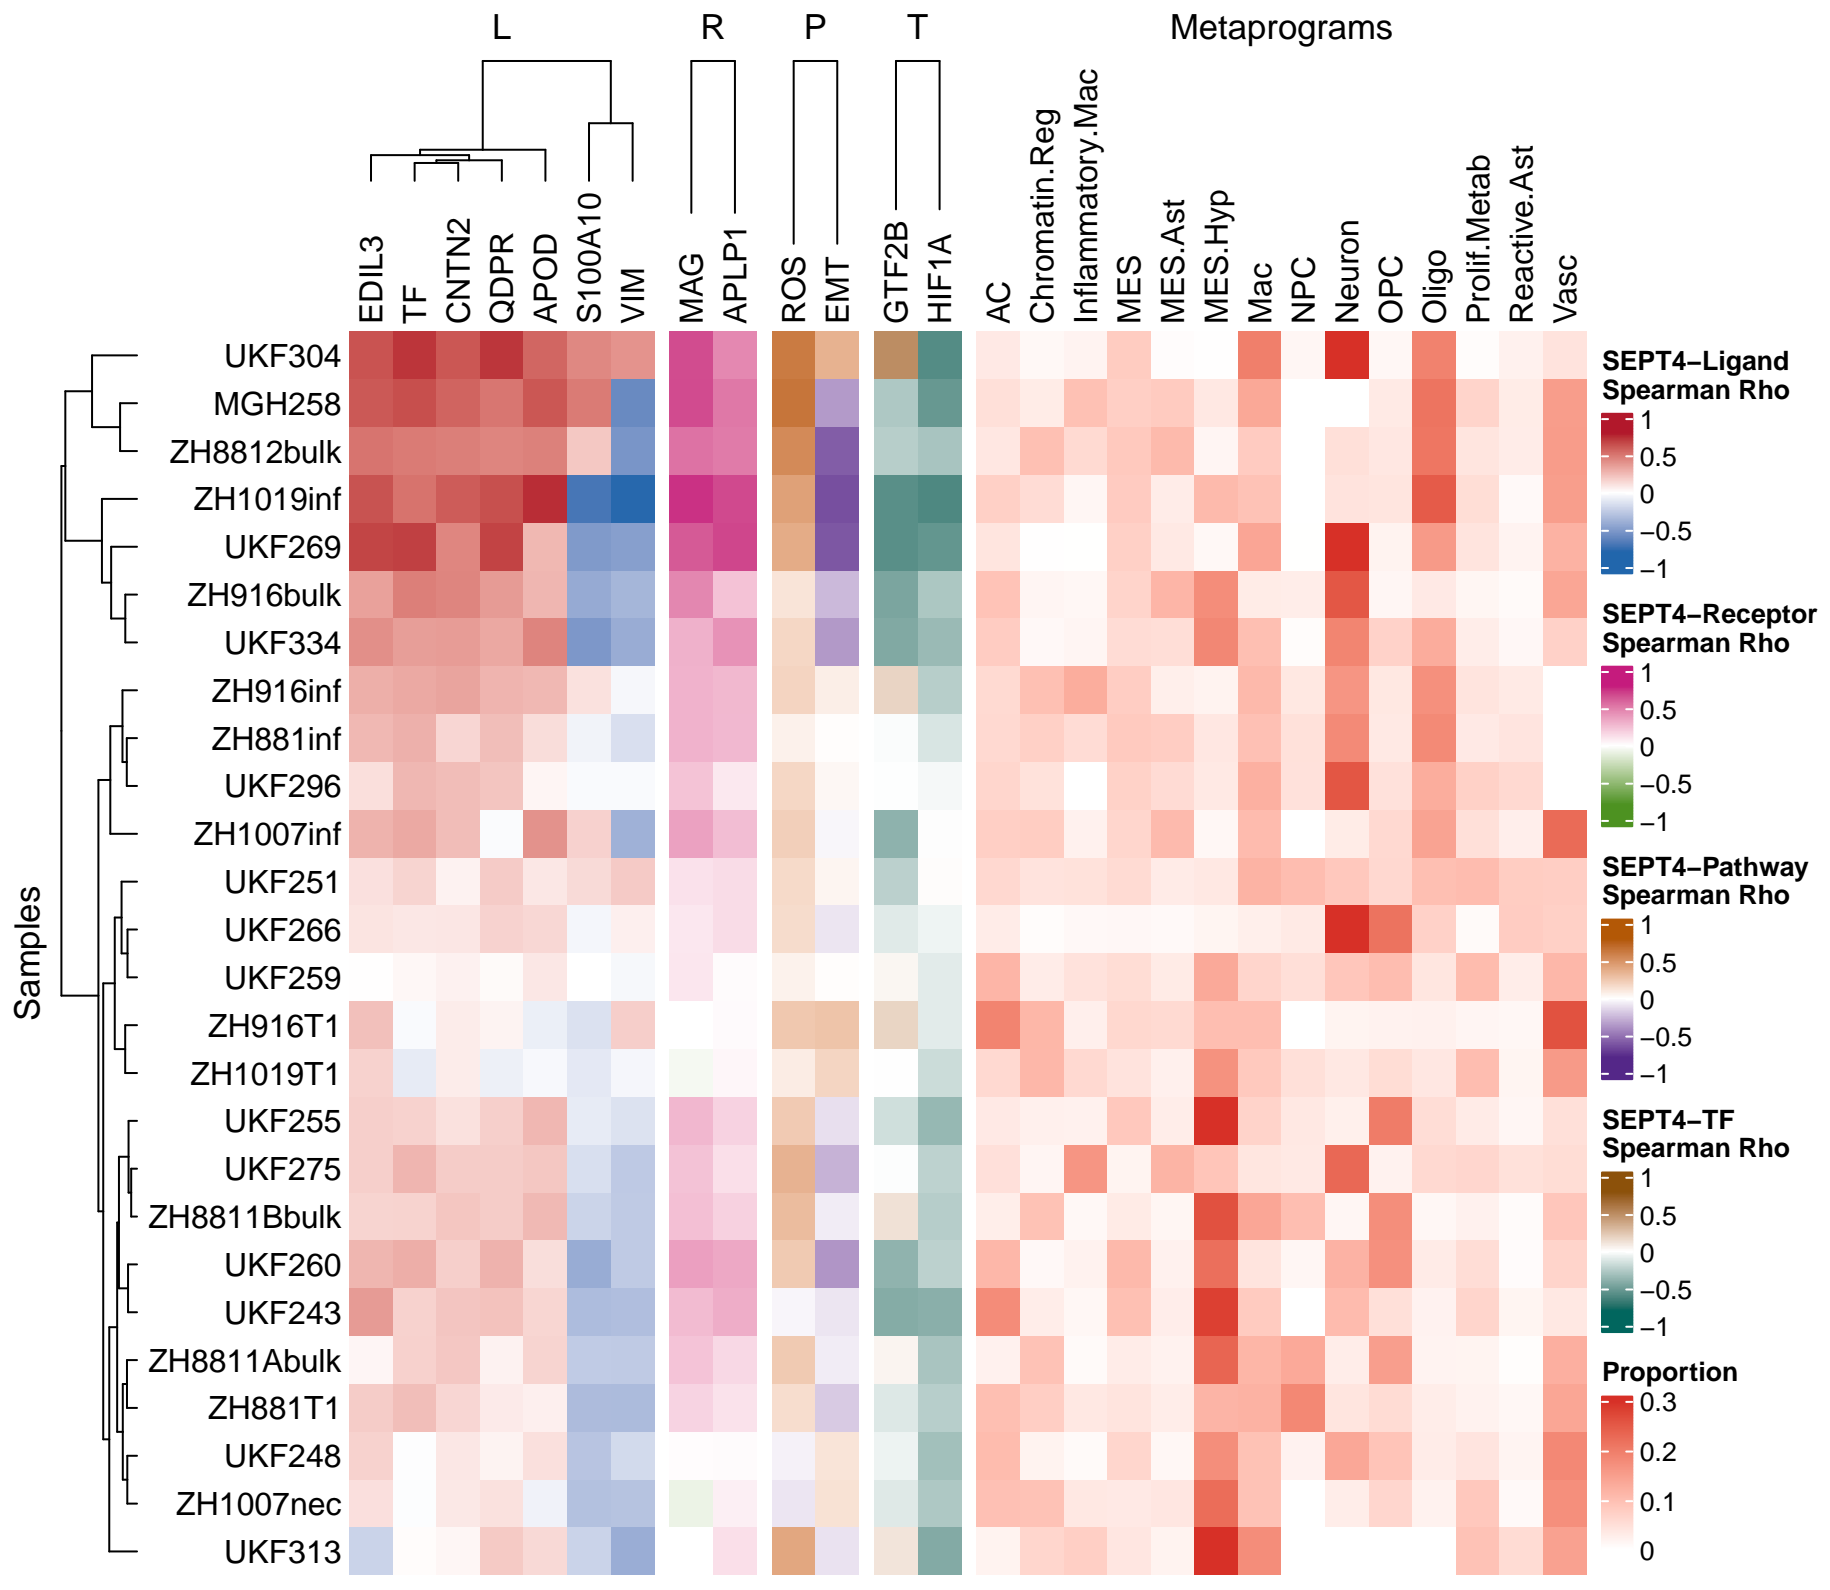 L
R
P
T
Metaprograms
EDIL3
TF
CNTN2
QDPR
APOD
S100A10
VIM
MAG
APLP1
ROS
EMT
GTF2B
HIF1A
AC
Chromatin.Reg
Inflammatory.Mac
MES
MES.Ast
MES.Hyp
Mac
NPC
Neuron
OPC
Oligo
Prolif.Metab
Reactive.Ast
Vasc
Samples
UKF304
MGH258
ZH8812bulk
ZH1019inf
UKF269
ZH916bulk
UKF334
ZH916inf
ZH881inf
UKF296
ZH1007inf
UKF251
UKF266
UKF259
ZH916T1
ZH1019T1
UKF255
UKF275
ZH8811Bbulk
UKF260
UKF243
ZH8811Abulk
ZH881T1
UKF248
ZH1007nec
UKF313
SEPT4−Ligand
Spearman Rho
1
0.5
0
−0.5
−1
SEPT4−Receptor
Spearman Rho
1
0.5
0
−0.5
−1
SEPT4−Pathway
Spearman Rho
1
0.5
0
−0.5
−1
SEPT4−TF
Spearman Rho
1
0.5
0
−0.5
−1
Proportion
0.3
0.2
0.1
0